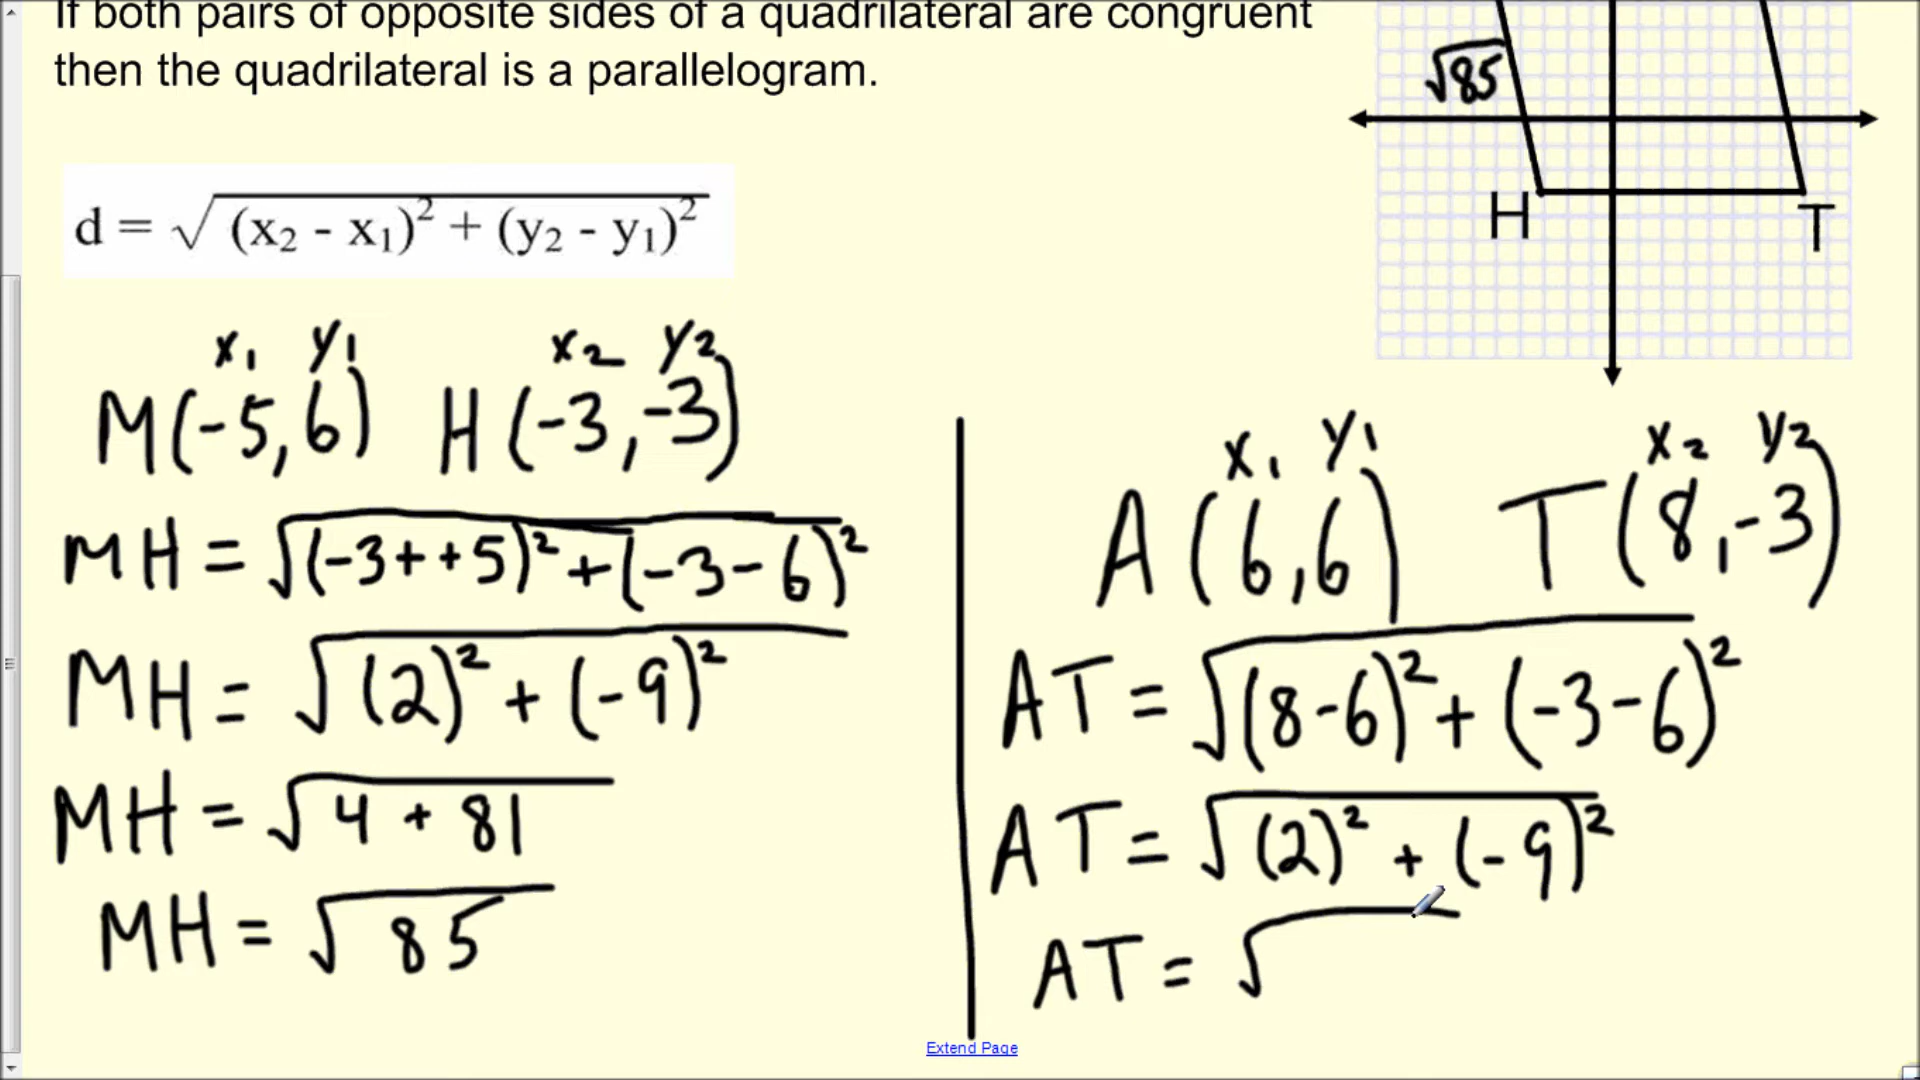 If both pairs of opposite sides of a quadrilateral are congruent
then the quadrilateral is a parallelogram.
√85
H
T
d = √(x₂ - x₁)² + (y₂ - y₁)²
x₁ y₁ x₂ y₂
M(-5,6) H(-3,-3)
MH = √(-3++5)² + (-3-6)²
MH = √(2)² + (-9)²
MH = √4 + 81
MH = √85
x₁ y₁ x₂ y₂
A(6,6) T(8,-3)
AT = √(8-6)² + (-3-6)²
AT = √(2)² + (-9)²
AT = √
Extend Page